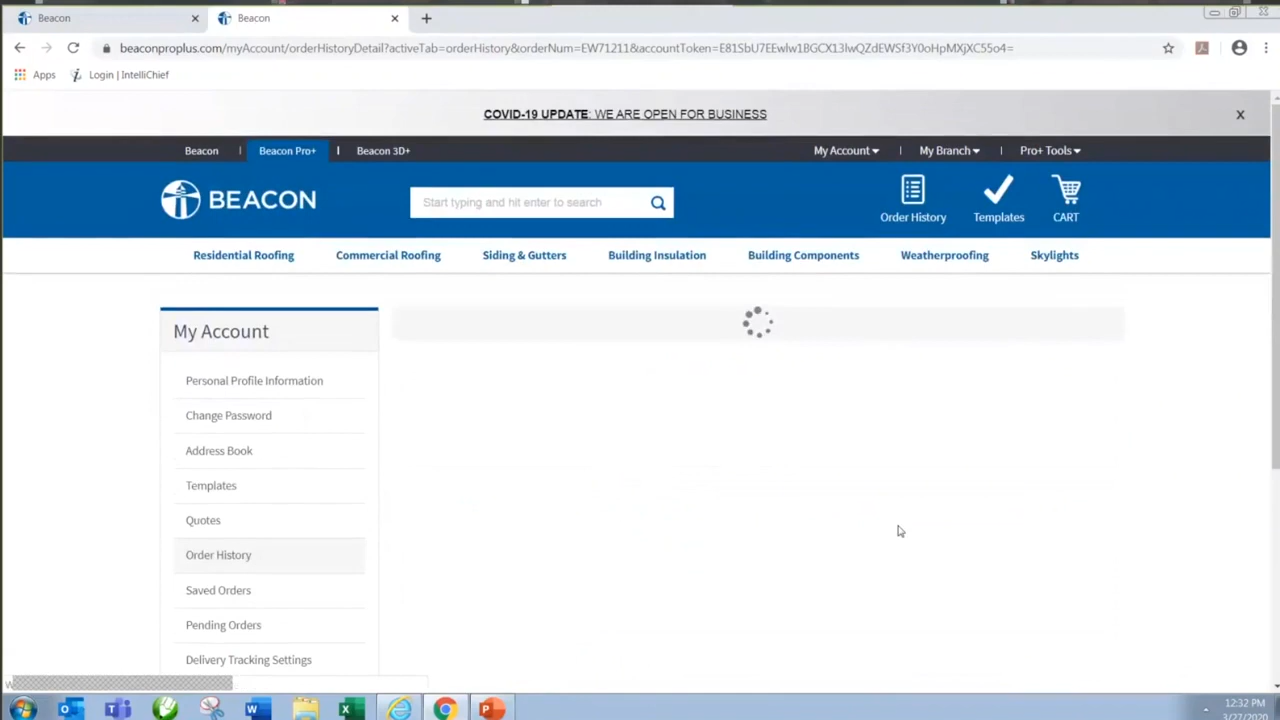 Beacon
Beacon
beaconproplus.com/myAccount/orderHistoryDetail?activeTab=orderHistory&orderNum=EW71211&accountToken=E81SbU7EEwlw1BGCX13lwQZdEWSf3Y0oHpMXjXC55o4=
Apps Login | IntelliChief
COVID-19 UPDATE: WE ARE OPEN FOR BUSINESS
Beacon | Beacon Pro+ | Beacon 3D+ My Account | My Branch | Pro+ Tools
BEACON
Start typing and hit enter to search
Order History Templates CART
Residential Roofing Commercial Roofing Siding & Gutters Building Insulation Building Components Weatherproofing Skylights
My Account
Personal Profile Information
Change Password
Address Book
Templates
Quotes
Order History
Saved Orders
Pending Orders
Delivery Tracking Settings
12:32 PM
3/27/2020